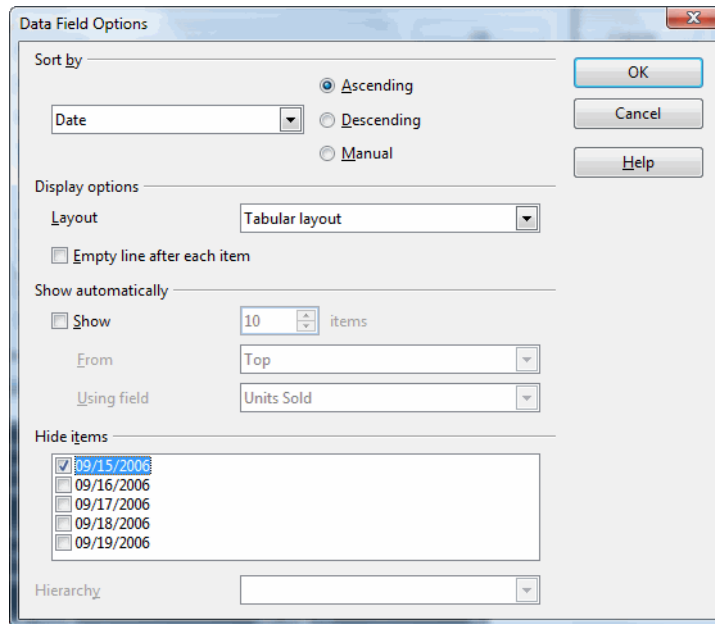 Data Field Options
Sort by
Date
Ascending
Descending
Manual
OK
Cancel
Help
Display options
Layout Tabular layout
Empty line after each item
Show automatically
Show 10 items
From Top
Using field Units Sold
Hide items
09/15/2006
09/16/2006
09/17/2006
09/18/2006
09/19/2006
Hierarchy